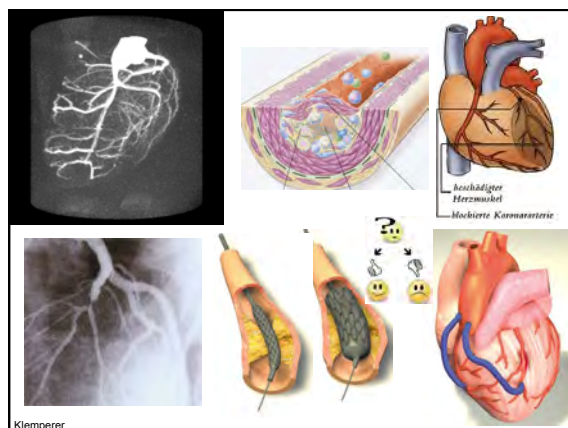 beschädigter
Herzmuskel
blockierte Koronararterie
?
Klemperer